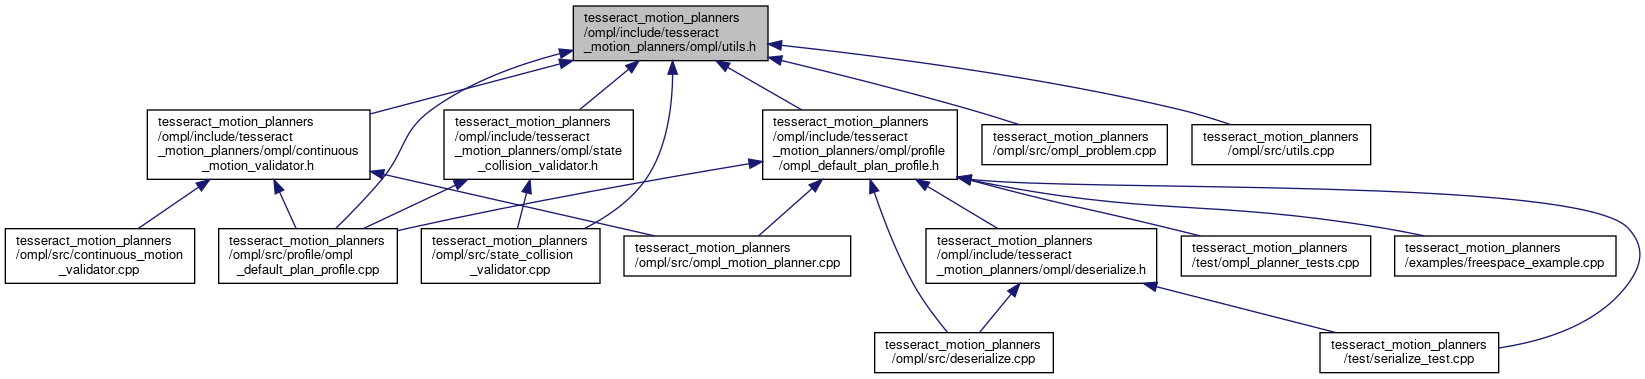 tesseract_motion_planners
/ompl/include/tesseract
_motion_planners/ompl/utils.h
tesseract_motion_planners
/ompl/include/tesseract
_motion_planners/ompl/continuous
_motion_validator.h
tesseract_motion_planners
/ompl/include/tesseract
_motion_planners/ompl/state
_collision_validator.h
tesseract_motion_planners
/ompl/include/tesseract
_motion_planners/ompl/profile
/ompl_default_plan_profile.h
tesseract_motion_planners
/ompl/src/ompl_problem.cpp
tesseract_motion_planners
/ompl/src/utils.cpp
tesseract_motion_planners
/ompl/src/continuous_motion
_validator.cpp
tesseract_motion_planners
/ompl/src/profile/ompl
_default_plan_profile.cpp
tesseract_motion_planners
/ompl/src/state_collision
_validator.cpp
tesseract_motion_planners
/ompl/src/ompl_motion_planner.cpp
tesseract_motion_planners
/ompl/include/tesseract
_motion_planners/ompl/deserialize.h
tesseract_motion_planners
/test/ompl_planner_tests.cpp
tesseract_motion_planners
/examples/freespace_example.cpp
tesseract_motion_planners
/ompl/src/deserialize.cpp
tesseract_motion_planners
/test/serialize_test.cpp